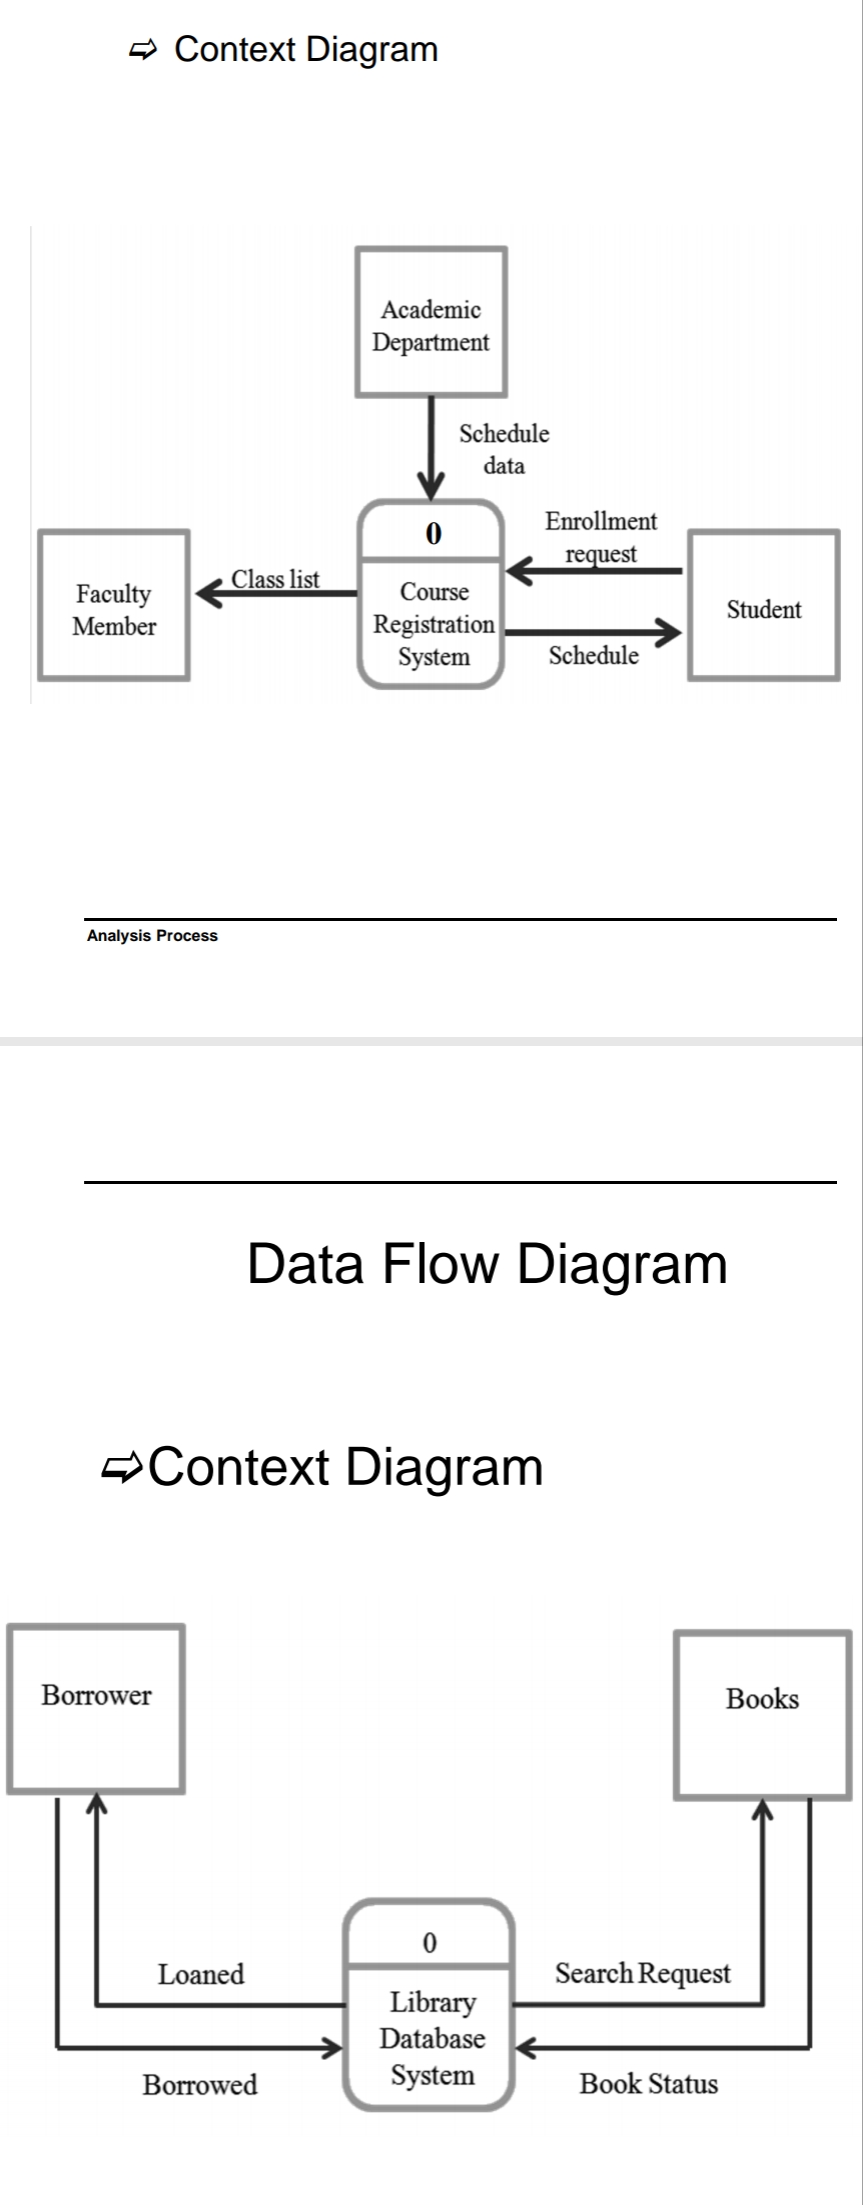 ⇨ Context Diagram
Academic
Department
Schedule
data
Enrollment
request
0
Class list
Course
Registration
System
Faculty
Member
Student
Schedule
Analysis Process
Data Flow Diagram
⇨Context Diagram
Borrower
Books
0
Loaned
Search Request
Library
Database
System
Borrowed
Book Status